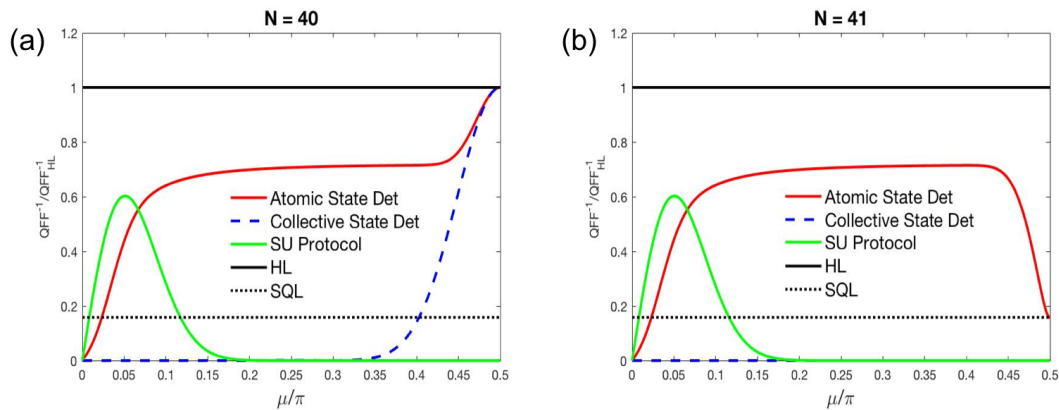 (a)
N = 40
QFF⁻¹/QFF⁻¹HL
1.2
1
0.8
0.6
0.4
0.2
0
Atomic State Det
Collective State Det
SU Protocol
HL
SQL
0 0.05 0.1 0.15 0.2 0.25 0.3 0.35 0.4 0.45 0.5
μ/π
(b)
N = 41
QFF⁻¹/QFF⁻¹HL
1.2
1
0.8
0.6
0.4
0.2
0
Atomic State Det
Collective State Det
SU Protocol
HL
SQL
0 0.05 0.1 0.15 0.2 0.25 0.3 0.35 0.4 0.45 0.5
μ/π